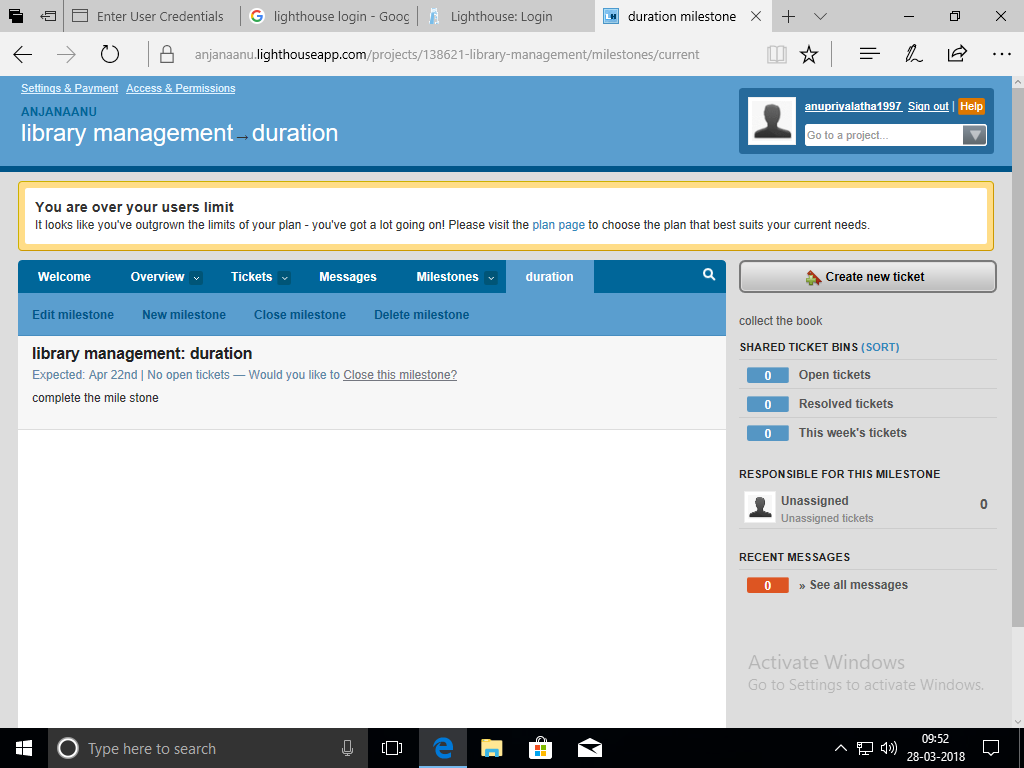 Enter User Credentials
lighthouse login - Goog
Lighthouse: Login
duration milestone
anjanaanu.lighthouseapp.com/projects/138621-library-management/milestones/current
Settings & Payment Access & Permissions
ANJANAANU
library management→duration
anupriyalatha1997 Sign out | Help
Go to a project...
You are over your users limit
It looks like you've outgrown the limits of your plan - you've got a lot going on! Please visit the plan page to choose the plan that best suits your current needs.
Welcome Overview Tickets Messages Milestones duration
Edit milestone New milestone Close milestone Delete milestone
library management: duration
Expected: Apr 22nd | No open tickets — Would you like to Close this milestone?
complete the mile stone
Create new ticket
collect the book
SHARED TICKET BINS (SORT)
0 Open tickets
0 Resolved tickets
0 This week's tickets
RESPONSIBLE FOR THIS MILESTONE
Unassigned 0
Unassigned tickets
RECENT MESSAGES
0 » See all messages
Activate Windows
Go to Settings to activate Windows.
Type here to search
09:52
28-03-2018